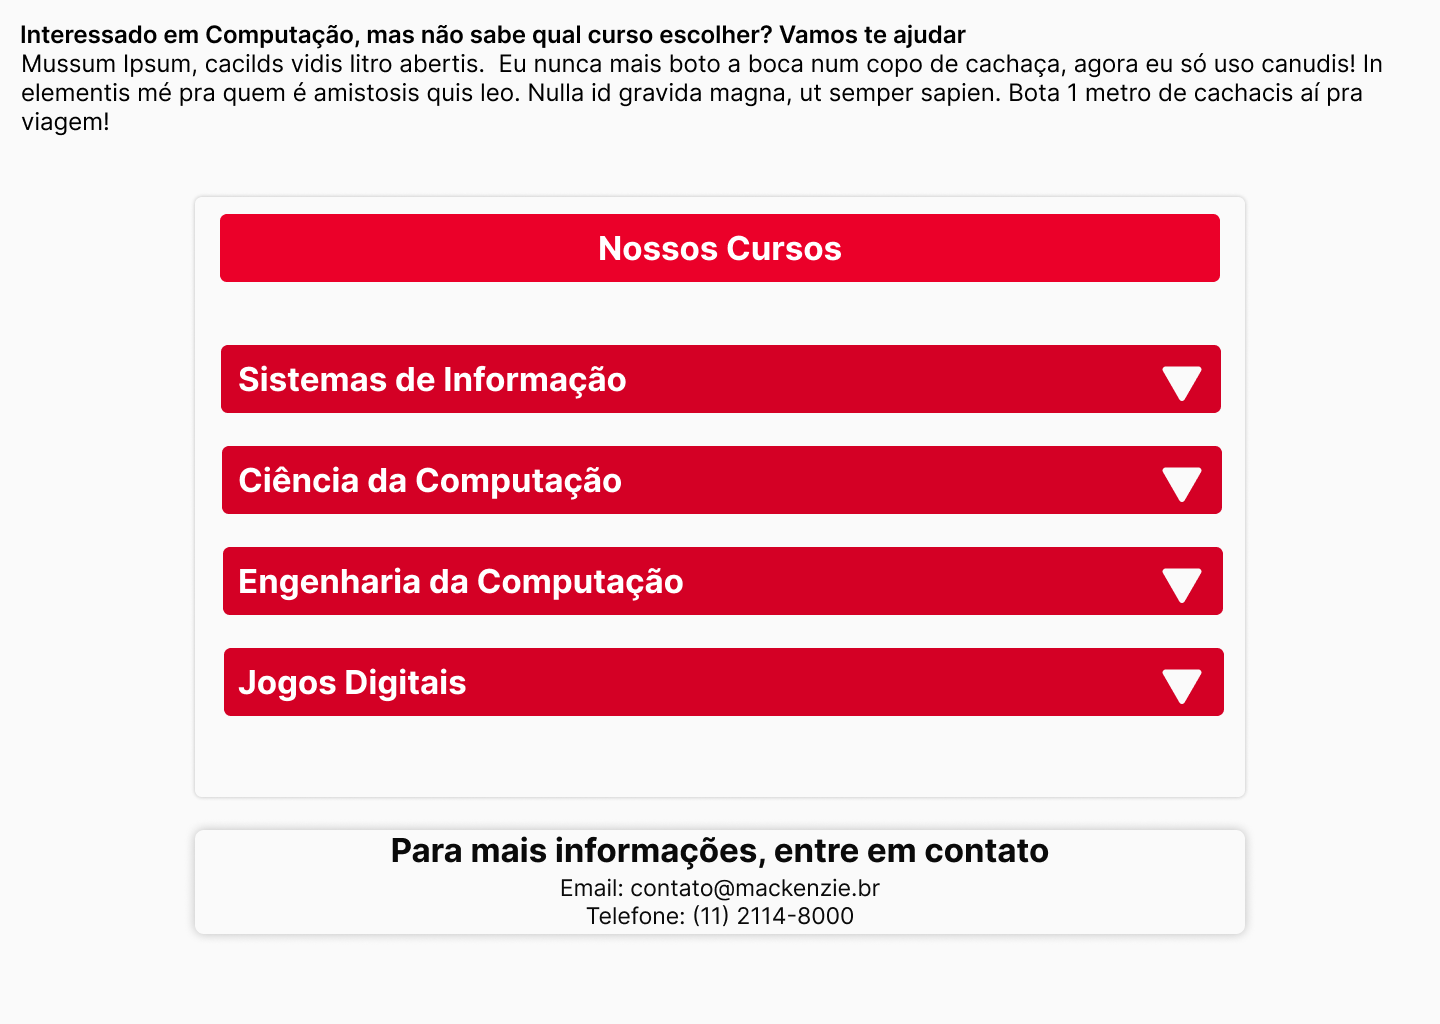 Interessado em Computação, mas não sabe qual curso escolher? Vamos te ajudar
Mussum Ipsum, cacilds vidis litro abertis.  Eu nunca mais boto a boca num copo de cachaça, agora eu só uso canudis! In
elementis mé pra quem é amistosis quis leo. Nulla id gravida magna, ut semper sapien. Bota 1 metro de cachacis aí pra
viagem!
Nossos Cursos
Sistemas de Informação
Ciência da Computação
Engenharia da Computação
Jogos Digitais
Para mais informações, entre em contato
Email: contato@mackenzie.br
Telefone: (11) 2114-8000